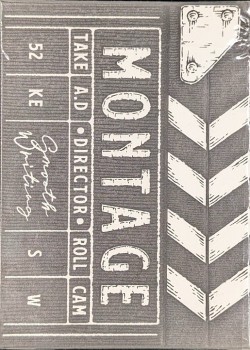 MONTAGE
TAKE A.D • DIRECTOR • ROLL CAM
52 KE Smooth Writing S W